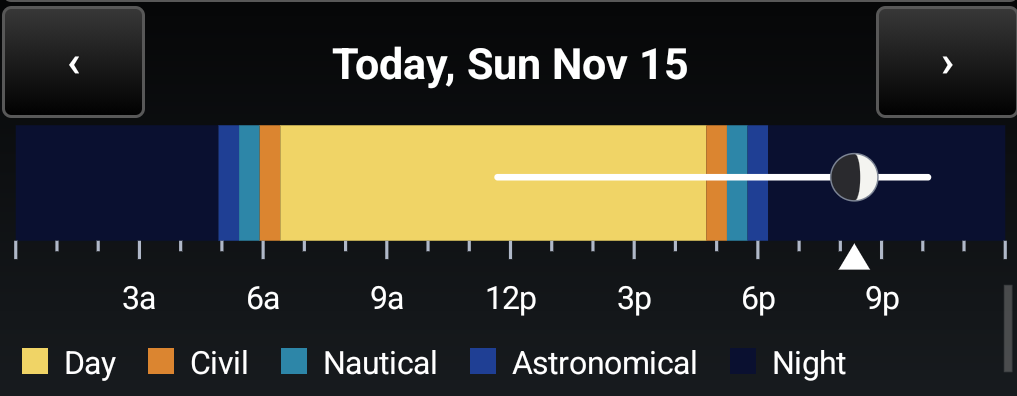 ‹ Today, Sun Nov 15 ›
3a 6a 9a 12p 3p 6p 9p
Day Civil Nautical Astronomical Night